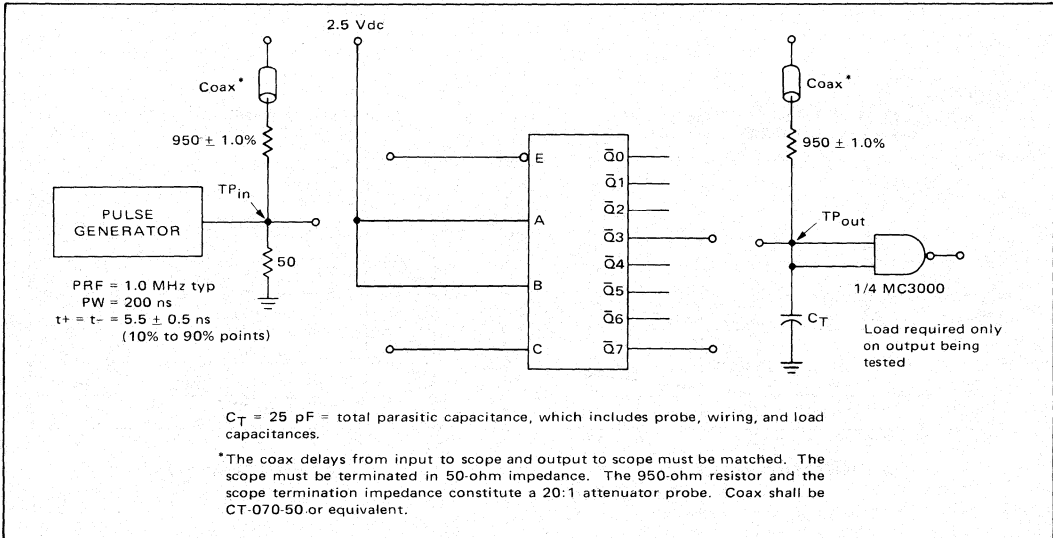 2.5 Vdc
Coax*
950 ± 1.0%
TPin
PULSE
GENERATOR
50
PRF = 1.0 MHz typ
PW = 200 ns
t+ = t- = 5.5 ± 0.5 ns
(10% to 90% points)
E
A
B
C
Q̅0
Q̅1
Q̅2
Q̅3
Q̅4
Q̅5
Q̅6
Q̅7
Coax*
950 ± 1.0%
TPout
1/4 MC3000
CT
Load required only
on output being
tested
CT = 25 pF = total parasitic capacitance, which includes probe, wiring, and load
capacitances.
*The coax delays from input to scope and output to scope must be matched. The
scope must be terminated in 50-ohm impedance. The 950-ohm resistor and the
scope termination impedance constitute a 20:1 attenuator probe. Coax shall be
CT-070-50 or equivalent.